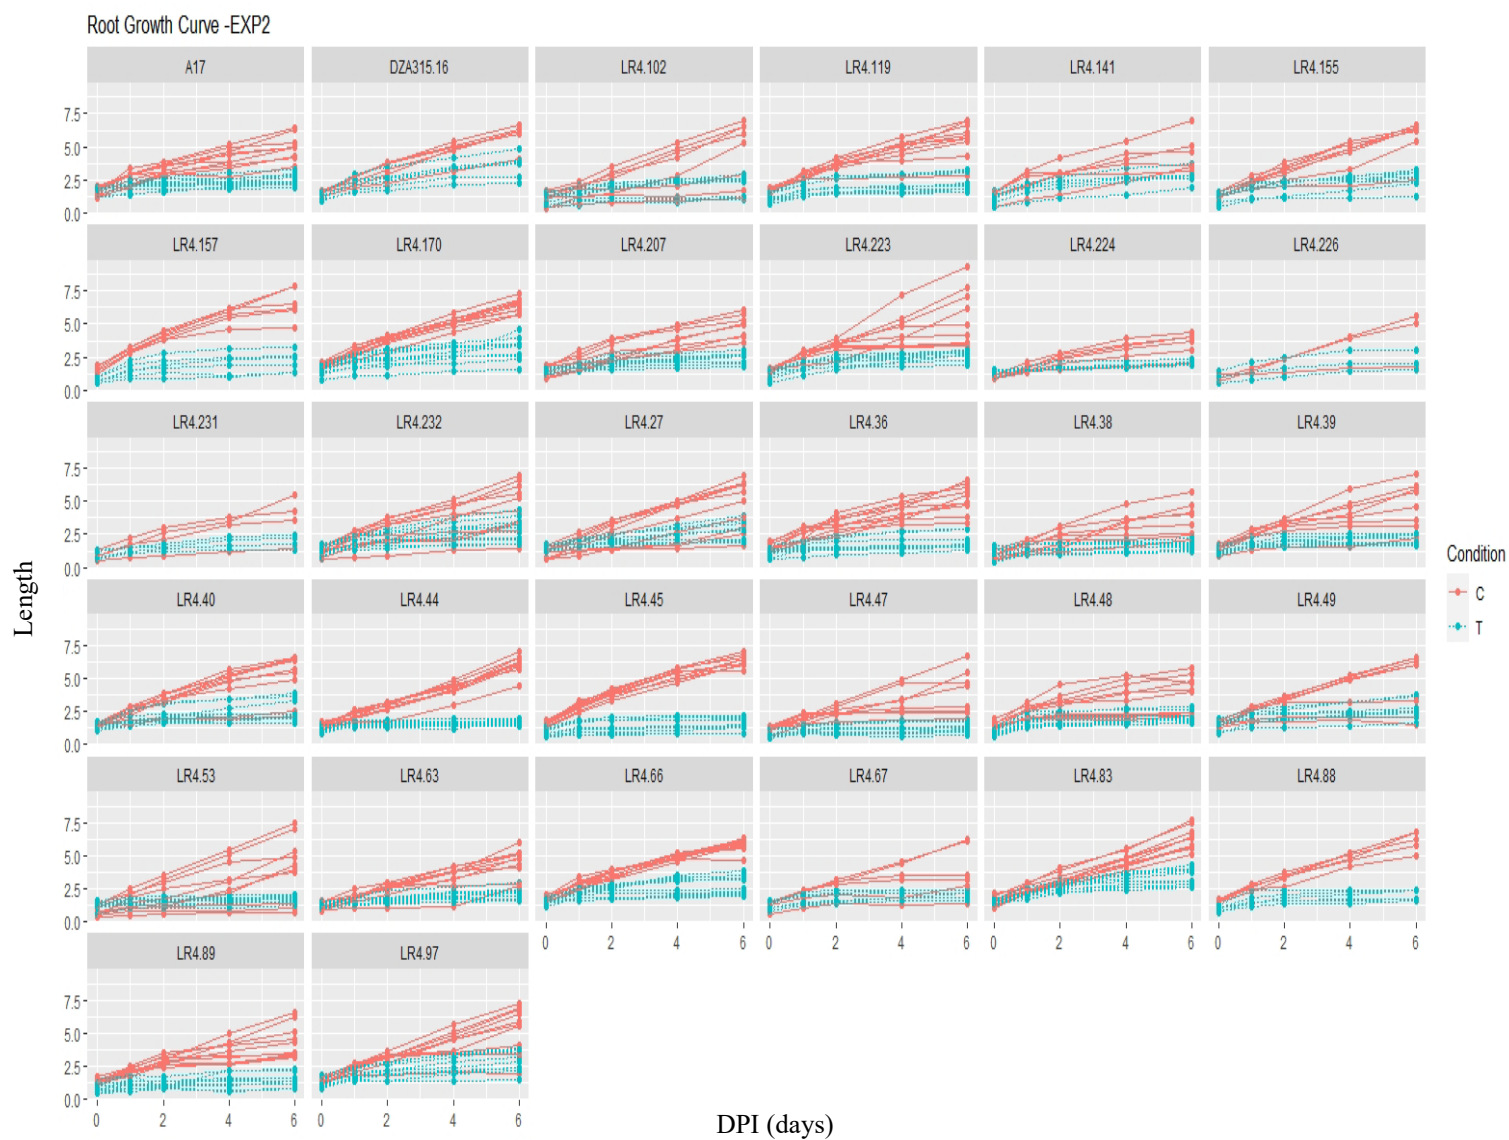 Root Growth Curve -EXP2
A17 DZA315.16 LR4.102 LR4.119 LR4.141 LR4.155
7.5
5.0
2.5
0.0
LR4.157 LR4.170 LR4.207 LR4.223 LR4.224 LR4.226
7.5
5.0
2.5
0.0
LR4.231 LR4.232 LR4.27 LR4.36 LR4.38 LR4.39
7.5
5.0
2.5
0.0
Length
Condition
C
T
LR4.40 LR4.44 LR4.45 LR4.47 LR4.48 LR4.49
7.5
5.0
2.5
0.0
LR4.53 LR4.63 LR4.66 LR4.67 LR4.83 LR4.88
7.5
5.0
2.5
0.0
0 2 4 6 0 2 4 6 0 2 4 6 0 2 4 6
LR4.89 LR4.97
7.5
5.0
2.5
0.0
0 2 4 6 0 2 4 6
DPI (days)